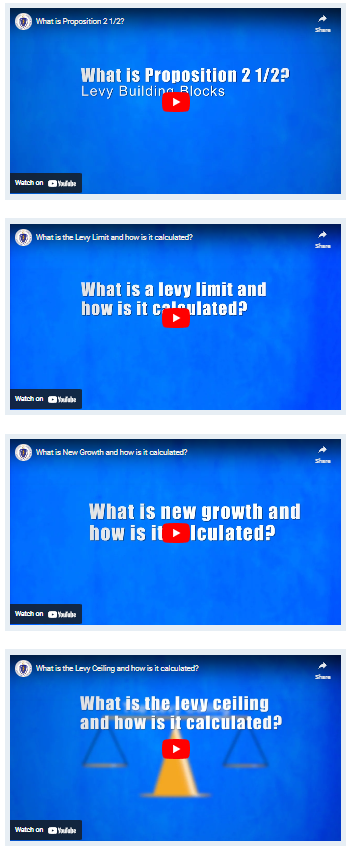 What is Proposition 2 1/2?
Share
What is Proposition 2 1/2?
Levy Building Blocks
Watch on YouTube
What is the Levy Limit and how is it calculated?
Share
What is a levy limit and
how is it calculated?
Watch on YouTube
What is New Growth and how is it calculated?
Share
What is new growth and
how is it calculated?
Watch on YouTube
What is the Levy Ceiling and how is it calculated?
Share
What is the levy ceiling
and how is it calculated?
Watch on YouTube